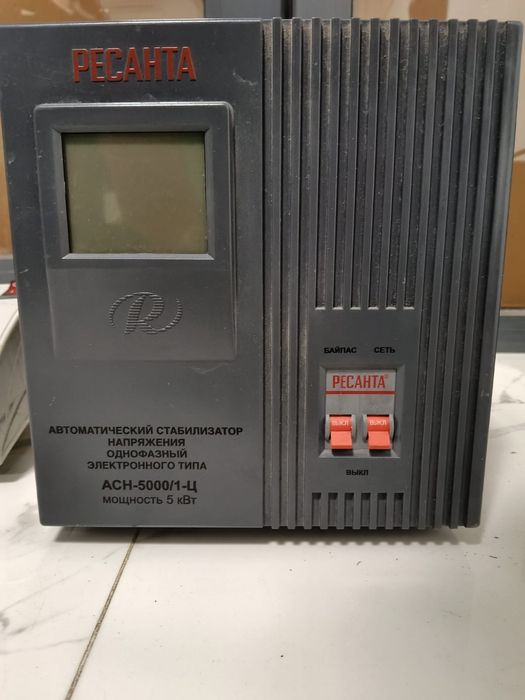 РЕСАНТА
R
АВТОМАТИЧЕСКИЙ СТАБИЛИЗАТОР
НАПРЯЖЕНИЯ
ОДНОФАЗНЫЙ
ЭЛЕКТРОННОГО ТИПА
АСН-5000/1-Ц
МОЩНОСТЬ 5 кВт
БАЙПАС СЕТЬ
РЕСАНТА®
ВЫКЛ ВЫКЛ
ВЫКЛ